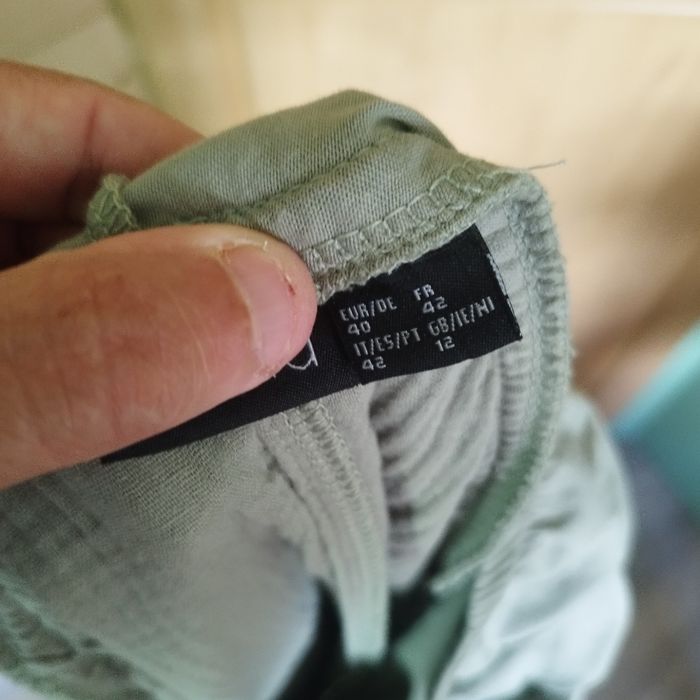 EUR/DE FR
40 42
IT/ES/PT GB/IE/NI
42 12